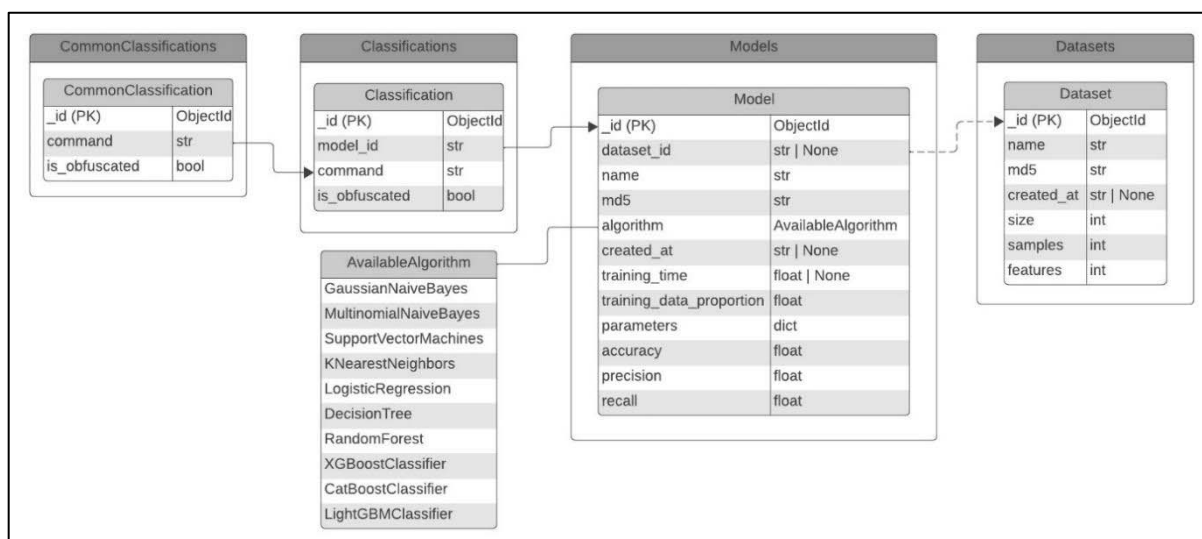 CommonClassifications
CommonClassification
_id (PK) ObjectId
command str
is_obfuscated bool
Classifications
Classification
_id (PK) ObjectId
model_id str
command str
is_obfuscated bool
AvailableAlgorithm
GaussianNaiveBayes
MultinomialNaiveBayes
SupportVectorMachines
KNearestNeighbors
LogisticRegression
DecisionTree
RandomForest
XGBoostClassifier
CatBoostClassifier
LightGBMClassifier
Models
Model
_id (PK) ObjectId
dataset_id str | None
name str
md5 str
algorithm AvailableAlgorithm
created_at str | None
training_time float | None
training_data_proportion float
parameters dict
accuracy float
precision float
recall float
Datasets
Dataset
_id (PK) ObjectId
name str
md5 str
created_at str | None
size int
samples int
features int